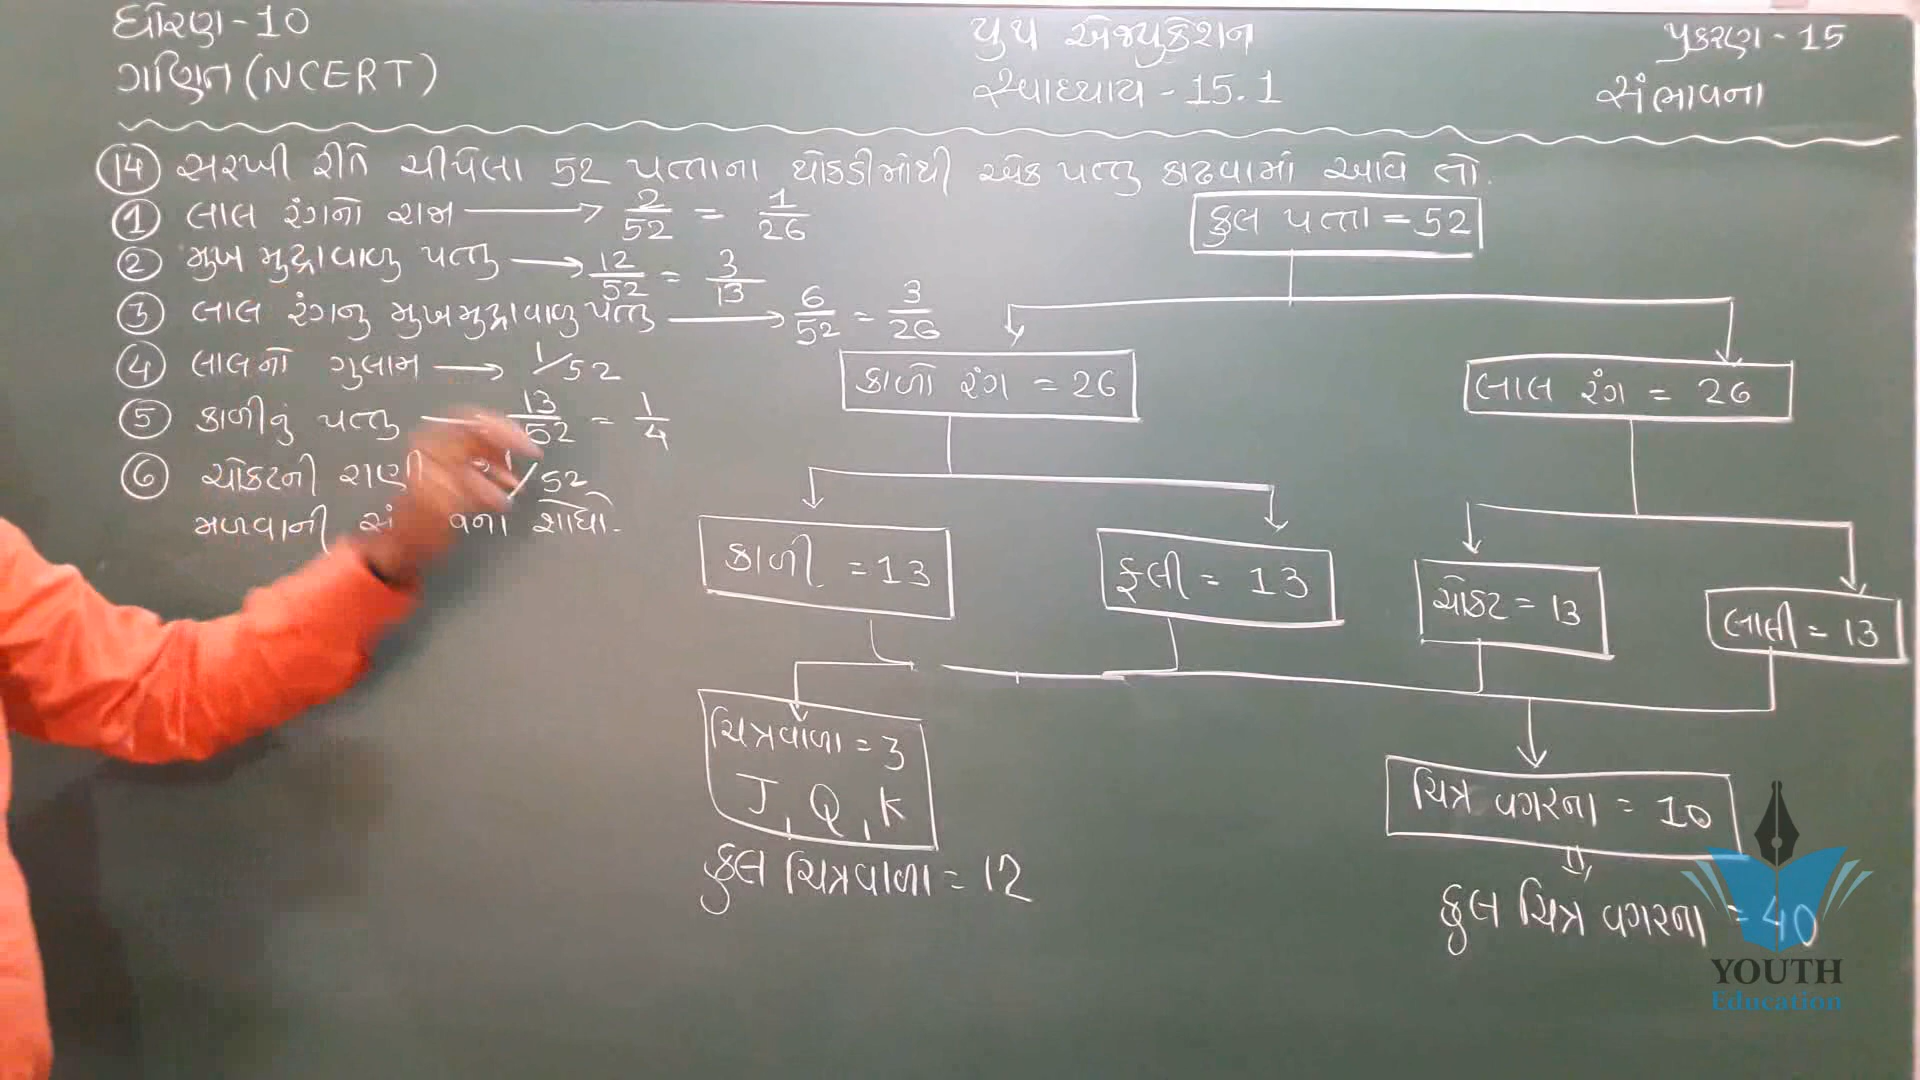 ધોરણ - 10
ગણિત (NCERT)
યુથ એજ્યુકેશન
સ્વાધ્યાય - 15.1
પ્રકરણ - 15
સંભાવના
14 સરખી રીતે ચીપેલા 52 પત્તાના થોકડીમાંથી એક પત્તુ કાઢવામાં આવે તો.
1 લાલ રંગનો રાજા → 2/52 = 1/26
2 મુખ મુદ્રાવાળુ પત્તુ → 12/52 = 3/13
3 લાલ રંગનુ મુખમુદ્રાવાળુ પત્તુ → 6/52 = 3/26
4 લાલનો ગુલામ → 1/52
5 કાળીનું પત્તુ → 13/52 = 1/4
6 ચોકટની રાણી → 1/52
મળવાની શોધો.
કુલ પત્તા = 52
કાળો રંગ = 26
લાલ રંગ = 26
કાળી = 13
ફલી = 13
ચોકટ = 13
લાલી = 13
ચિત્રવાળા = 3
J, Q, K
કુલ ચિત્રવાળા = 12
ચિત્ર વગરના = 10
કુલ ચિત્ર વગરના = 40
YOUTH
Education